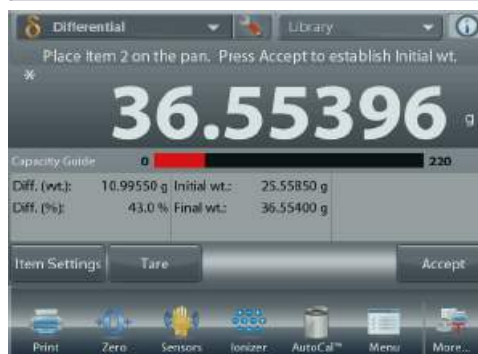 δ Differential Library i
Place Item 2 on the pan. Press Accept to establish Initial wt.
*
36.55396 g
Capacity Guide 0 220
Diff. (wt.): 10.99550 g Initial wt.: 25.55850 g
Diff. (%): 43.0 % Final wt.: 36.55400 g
Item Settings Tare Accept
Print Zero Sensors Ionizer AutoCal™ Menu More...